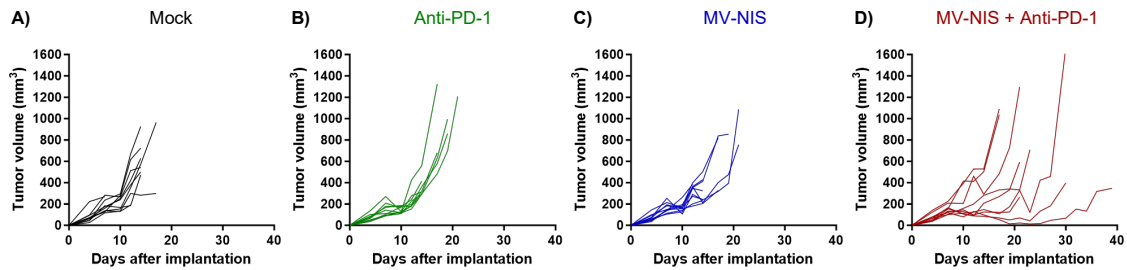 A) Mock
Tumor volume (mm³)
1600
1400
1200
1000
800
600
400
200
0
0 10 20 30 40
Days after implantation
B) Anti-PD-1
Tumor volume (mm³)
1600
1400
1200
1000
800
600
400
200
0
0 10 20 30 40
Days after implantation
C) MV-NIS
Tumor volume (mm³)
1600
1400
1200
1000
800
600
400
200
0
0 10 20 30 40
Days after implantation
D) MV-NIS + Anti-PD-1
Tumor volume (mm³)
1600
1400
1200
1000
800
600
400
200
0
0 10 20 30 40
Days after implantation